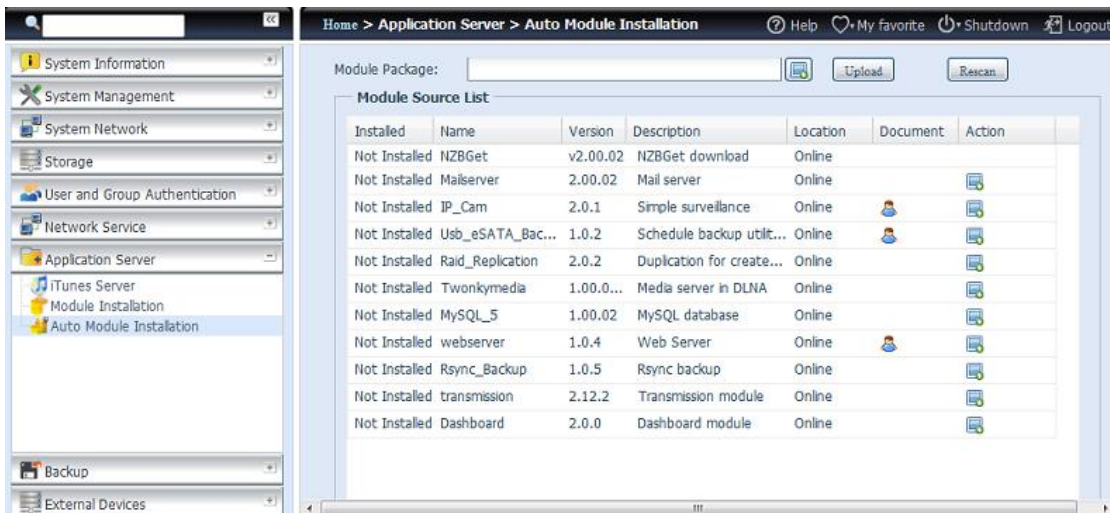 Home > Application Server > Auto Module Installation Help My favorite Shutdown Logout
System Information
System Management
System Network
Storage
User and Group Authentication
Network Service
Application Server
iTunes Server
Module Installation
Auto Module Installation
Backup
External Devices
Module Package: Upload Rescan
Module Source List
Installed Name Version Description Location Document Action
Not Installed NZBGet v2.00.02 NZBGet download Online
Not Installed Mailserver 2.00.02 Mail server Online
Not Installed IP_Cam 2.0.1 Simple surveillance Online
Not Installed Usb_eSATA_Bac... 1.0.2 Schedule backup utilit... Online
Not Installed Raid_Replication 2.0.2 Duplication for create... Online
Not Installed Twonkymedia 1.00.0... Media server in DLNA Online
Not Installed MySQL_5 1.00.02 MySQL database Online
Not Installed webserver 1.0.4 Web Server Online
Not Installed Rsync_Backup 1.0.5 Rsync backup Online
Not Installed transmission 2.12.2 Transmission module Online
Not Installed Dashboard 2.0.0 Dashboard module Online